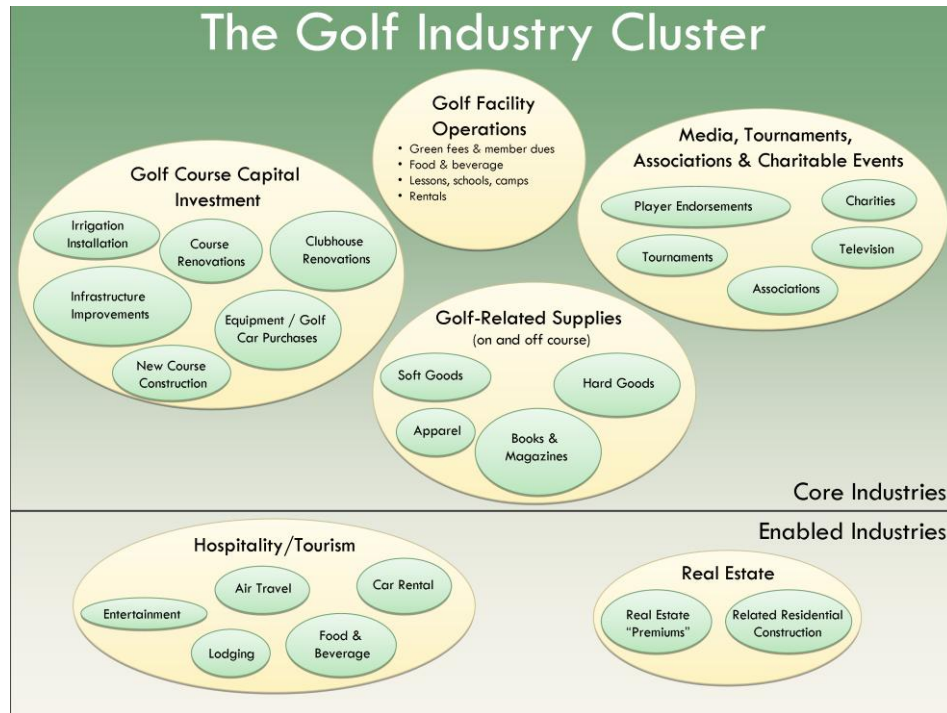 The Golf Industry Cluster
Golf Facility
Operations
• Green fees & member dues
• Food & beverage
• Lessons, schools, camps
• Rentals
Golf Course Capital
Investment
Irrigation
Installation
Course
Renovations
Clubhouse
Renovations
Infrastructure
Improvements
Equipment / Golf
Car Purchases
New Course
Construction
Media, Tournaments,
Associations & Charitable Events
Player Endorsements
Charities
Tournaments
Television
Associations
Golf-Related Supplies
(on and off course)
Soft Goods
Hard Goods
Apparel
Books &
Magazines
Core Industries
Enabled Industries
Hospitality/Tourism
Air Travel
Car Rental
Entertainment
Lodging
Food &
Beverage
Real Estate
Real Estate
"Premiums"
Related Residential
Construction